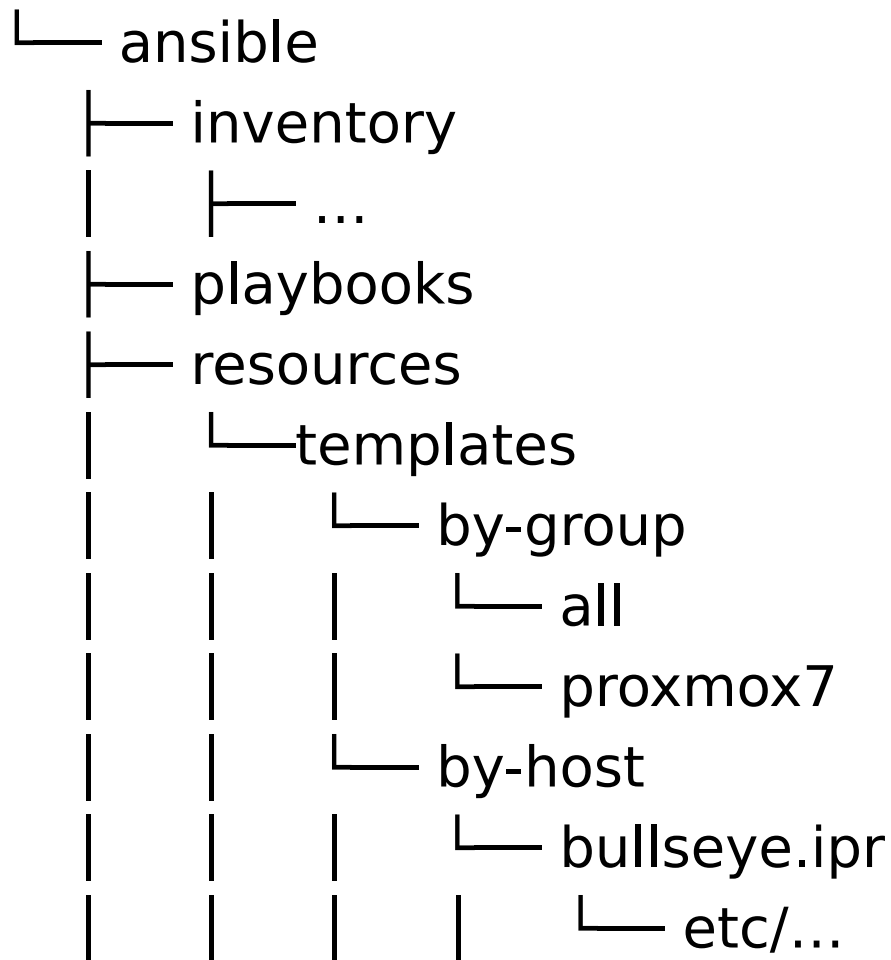 └── ansible
├── inventory
│ ├── ...
├── playbooks
├── resources
│ └──templates
│ │ └── by-group
│ │ │ └── all
│ │ │ └── proxmox7
│ │ └── by-host
│ │ │ └── bullseye.ipr
│ │ │ │ └── etc/...